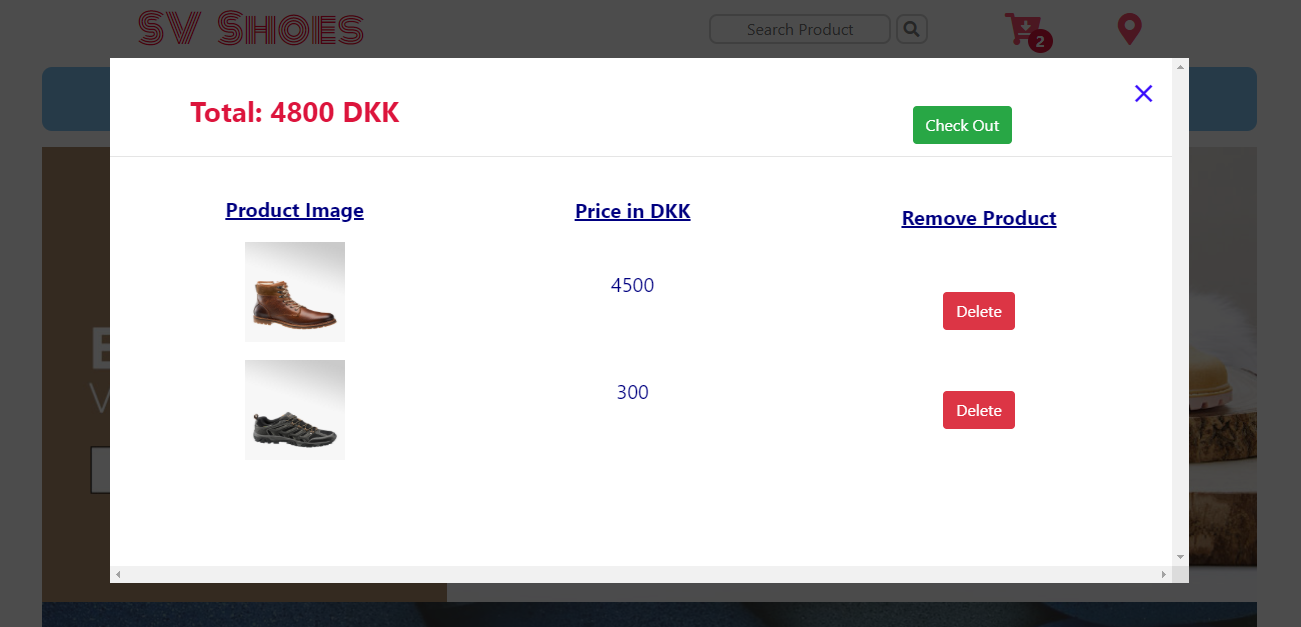 SV SHOES
Search Product
2
Total: 4800 DKK
Check Out
Product Image
Price in DKK
Remove Product
4500
Delete
300
Delete